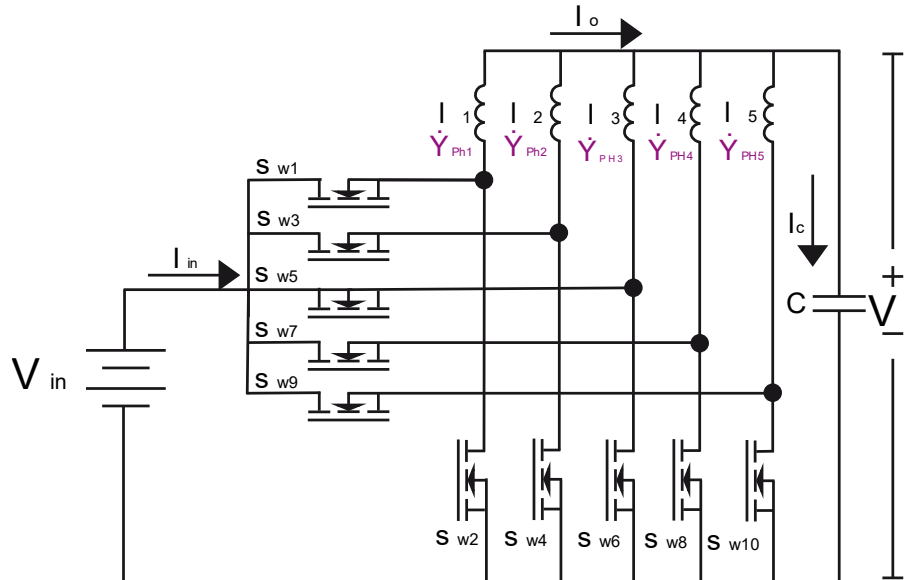 I o
I 1 I 2 I 3 I 4 I 5
Ẏ Ph1 Ẏ Ph2 Ẏ PH3 Ẏ PH4 Ẏ PH5
S w1
S w3
I c
I in
S w5
+
C
V
S w7
−
V in
S w9
S w2 S w4 S w6 S w8 S w10